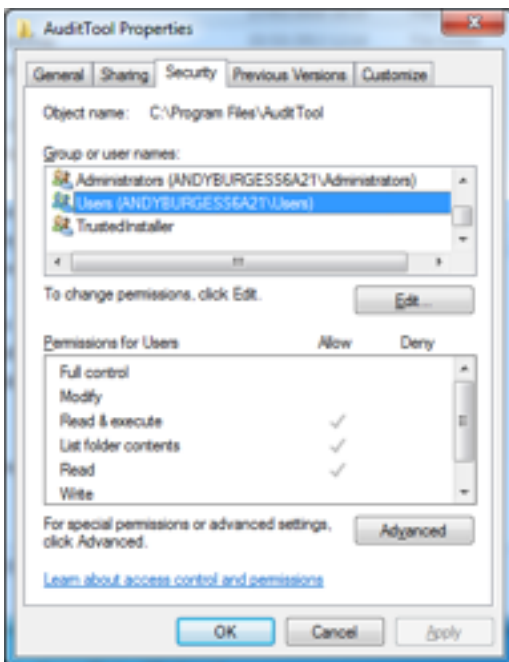 AuditTool Properties
General Sharing Security Previous Versions Customize
Object name: C:\Program Files\AuditTool
Group or user names:
Administrators (ANDYBURGESS6A21\Administrators)
Users (ANDYBURGESS6A21\Users)
TrustedInstaller
To change permissions, click Edit.
Edit...
Permissions for Users Allow Deny
Full control
Modify
Read & execute
List folder contents
Read
Write
For special permissions or advanced settings,
click Advanced.
Advanced
Learn about access control and permissions
OK Cancel Apply